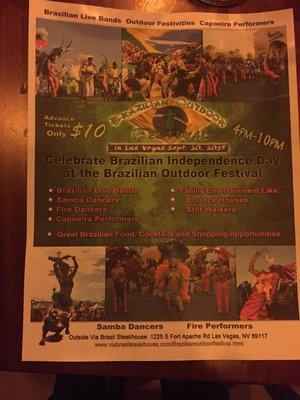 Brazilian Live Bands Outdoor Festivities Capoeira Performers
Advance
Tickets
Only $10
BRAZILIAN OUTDOOR
FESTIVAL
4PM-10PM
in Las Vegas Sept. 20, 2015
Celebrate Brazilian Independence Day
at the Brazilian Outdoor Festival
• Brazilian Live Bands
• Samba Dancers
• Fire Dancers
• Capoeira Performers
• Family Entertainment Like:
Bounce Houses
• Stilt Walkers
• Great Brazilian Food, Cocktails and Shopping opportunities
Samba Dancers
Fire Performers
Outside Via Brasil Steakhouse 1225 S Fort Apache Rd Las Vegas, NV 89117
www.viabrasilsteakhouse.com/Brazilianoutdoorfestival.html